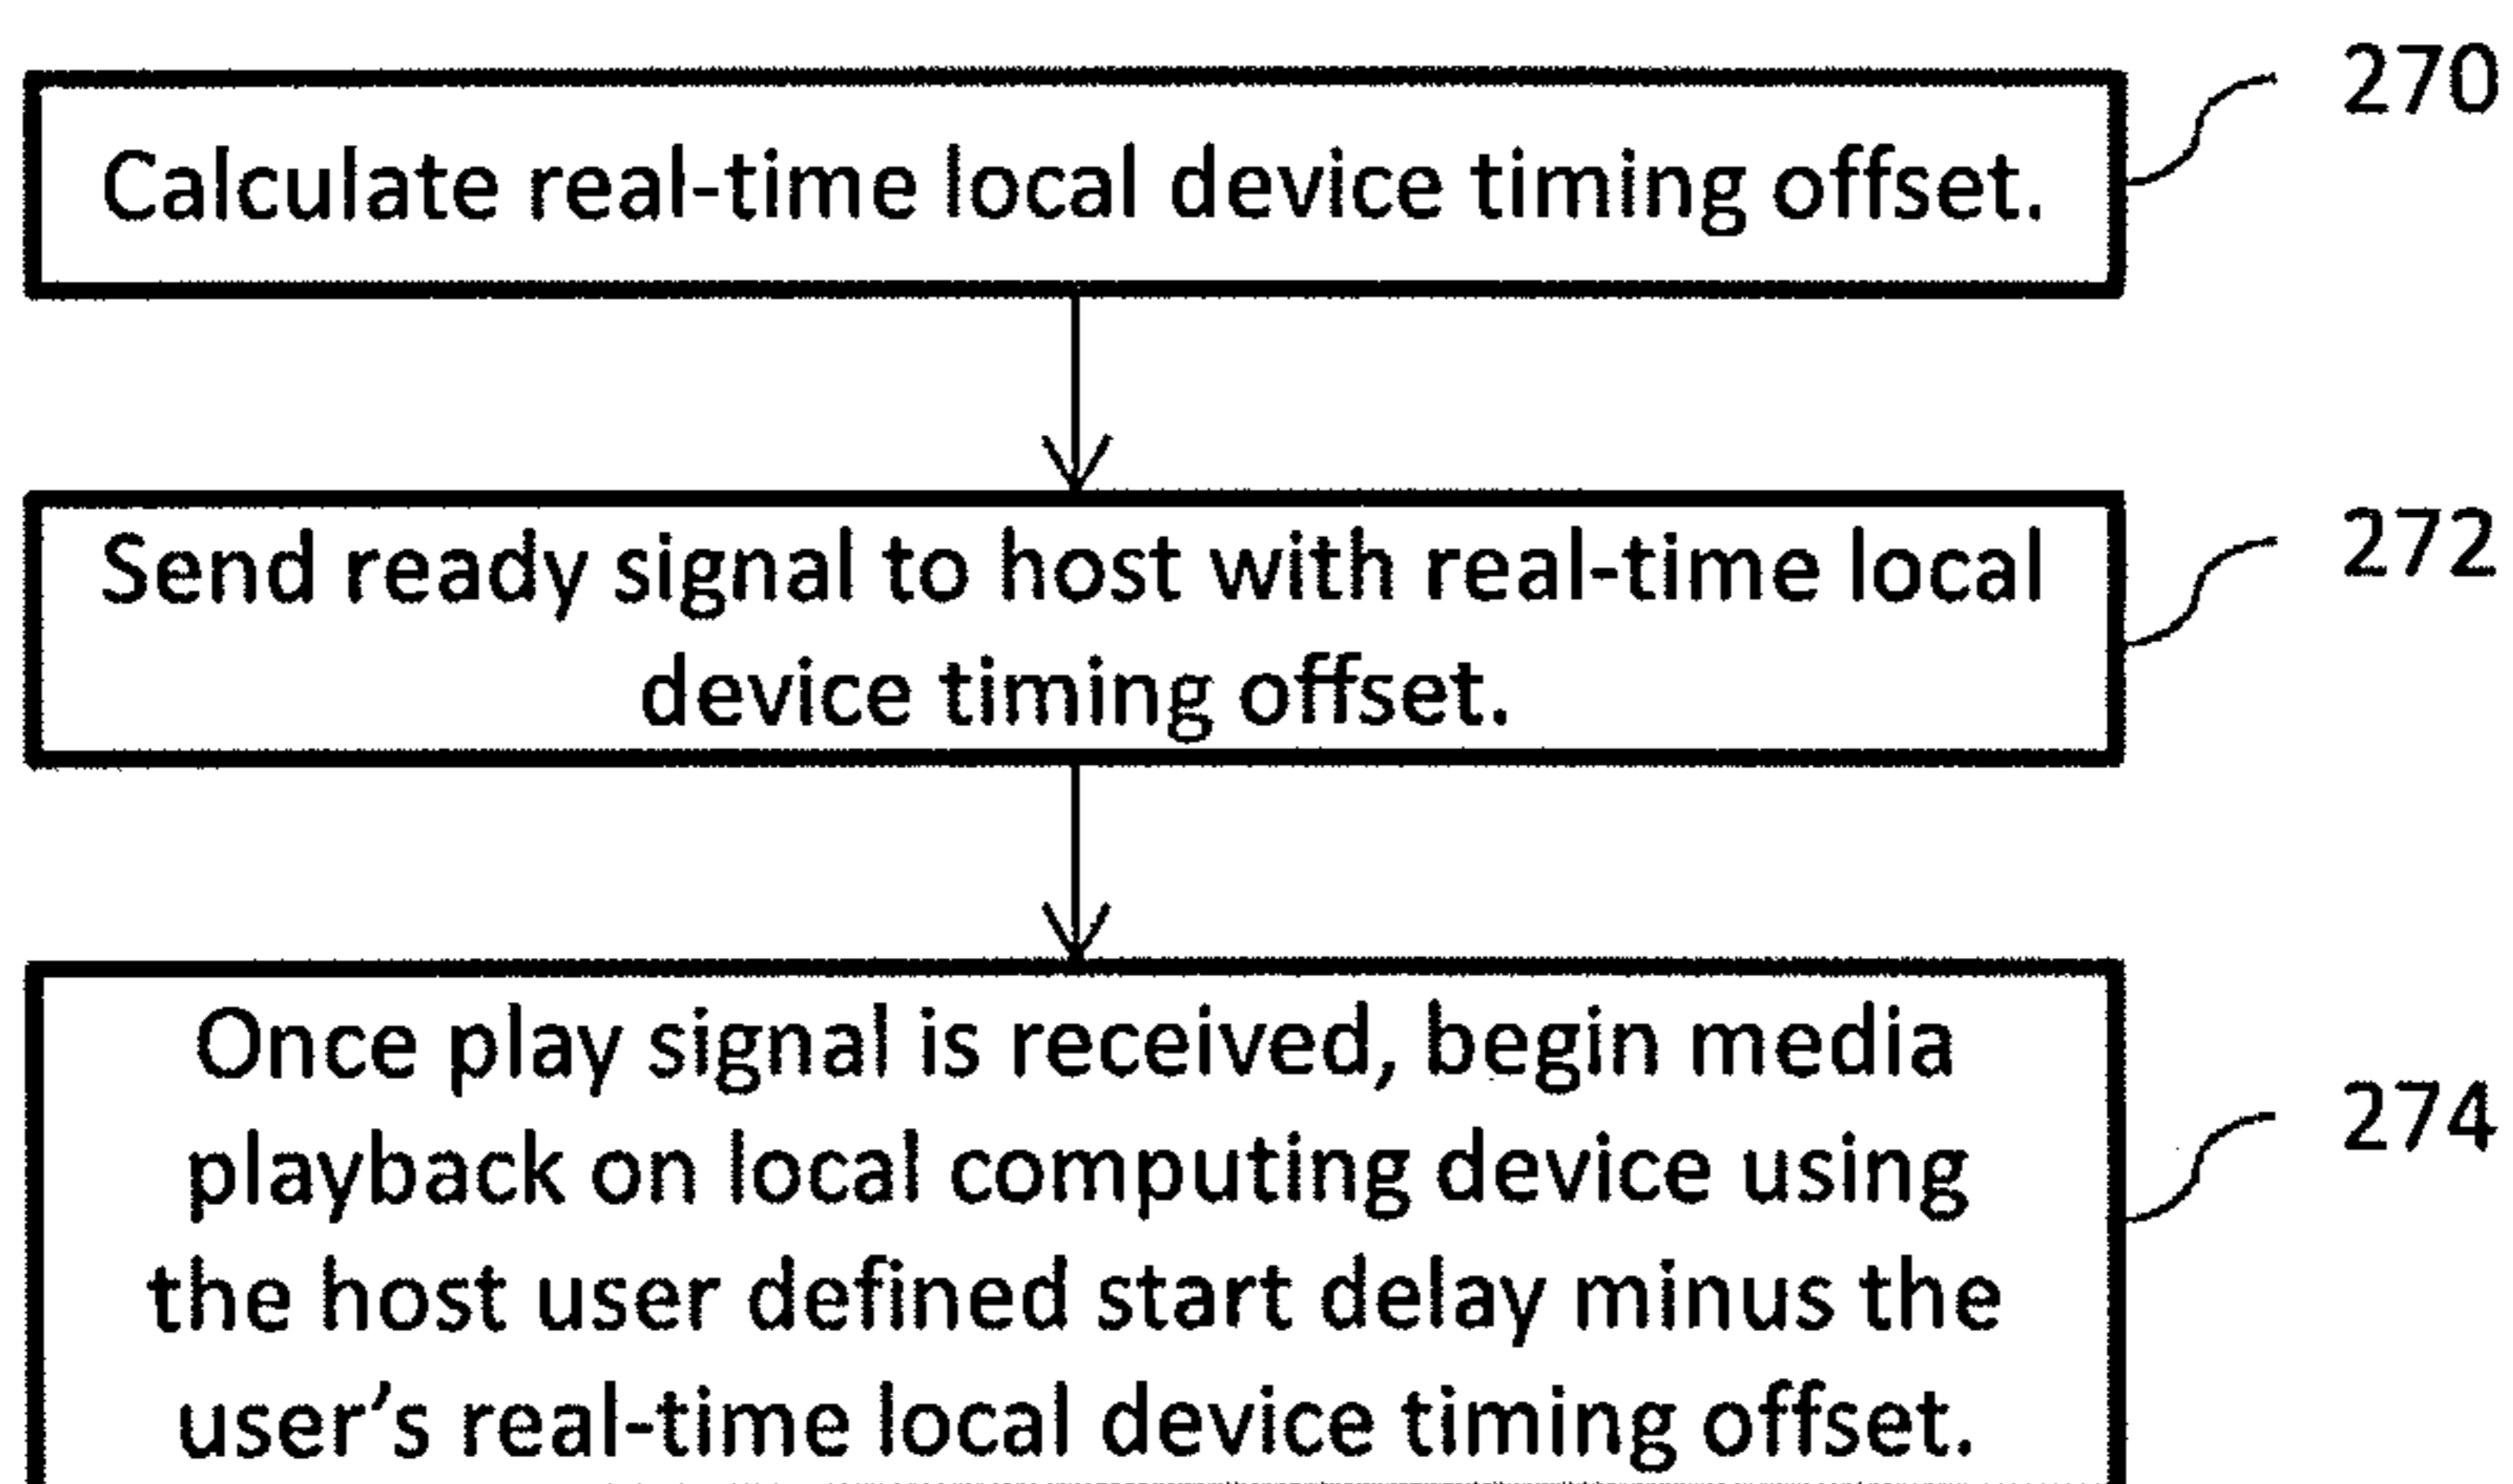 270
Calculate real-time local device timing offset.
272
Send ready signal to host with real-time local
device timing offset.
274
Once play signal is received, begin media
playback on local computing device using
the host user defined start delay minus the
user's real-time local device timing offset.